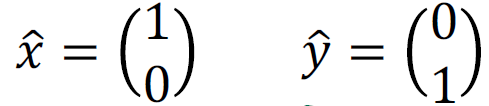 x̂ = (1 0) ŷ = (0 1)